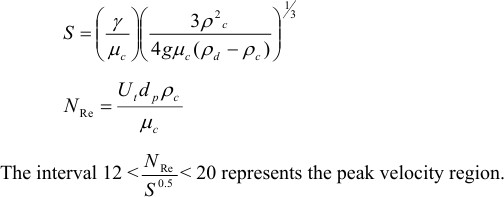 S = (γ / μ_c) (3ρ²_c / 4gμ_c(ρ_d − ρ_c))^{1/3}
N_Re = U_t d_p ρ_c / μ_c
The interval 12 < N_Re / S^{0.5} < 20 represents the peak velocity region.